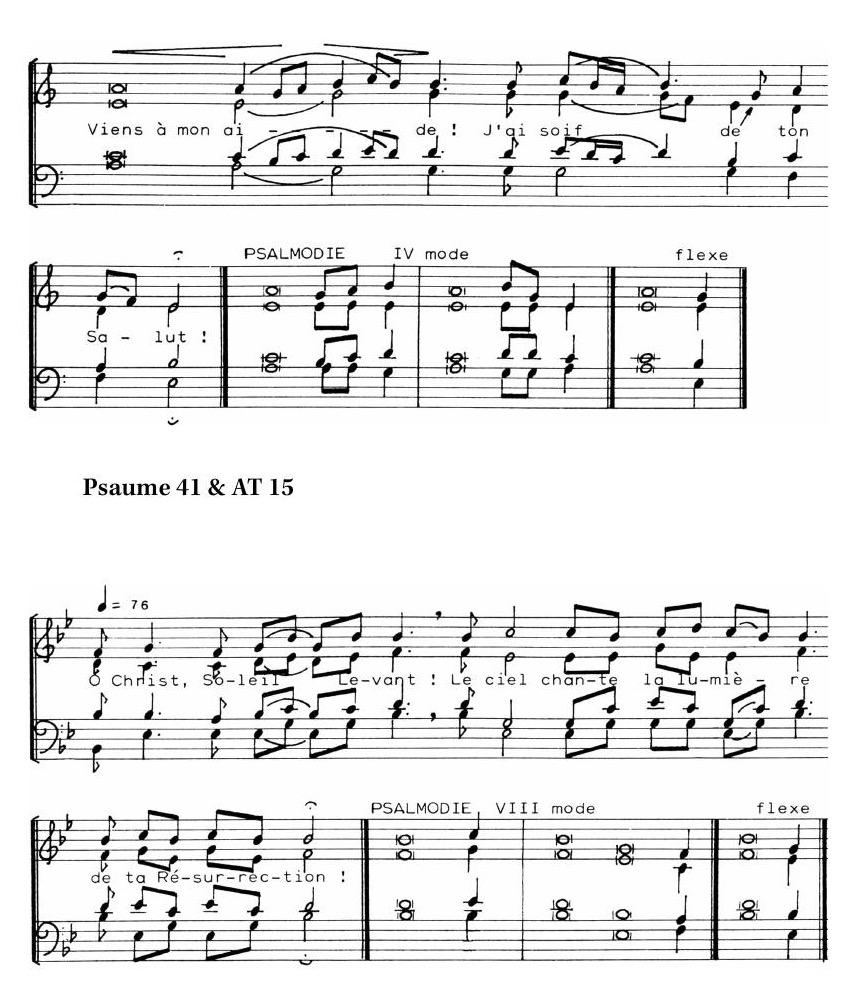 Viens à mon ai - - - - - de ! J'ai soif de ton
PSALMODIE IV mode flexe
Sa - lut !
Psaume 41 & AT 15
= 76
Ô Christ, So-leil Le-vant ! Le ciel chan-te la lu-miè - re
PSALMODIE VIII mode flexe
de ta Ré-sur-rec-tion !